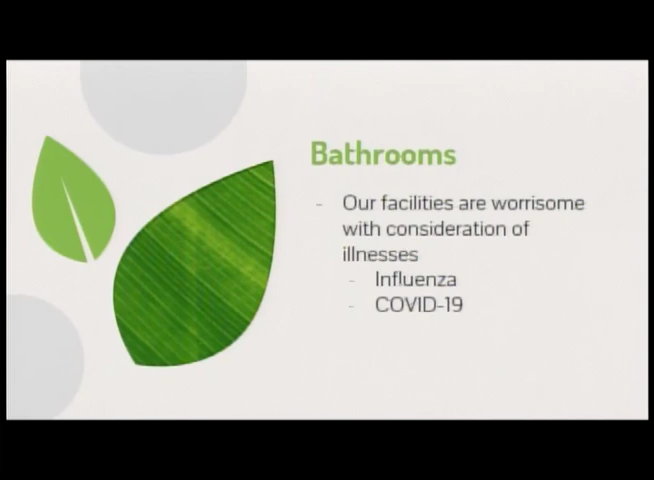 Bathrooms
- Our facilities are worrisome
with consideration of
illnesses
- Influenza
- COVID-19